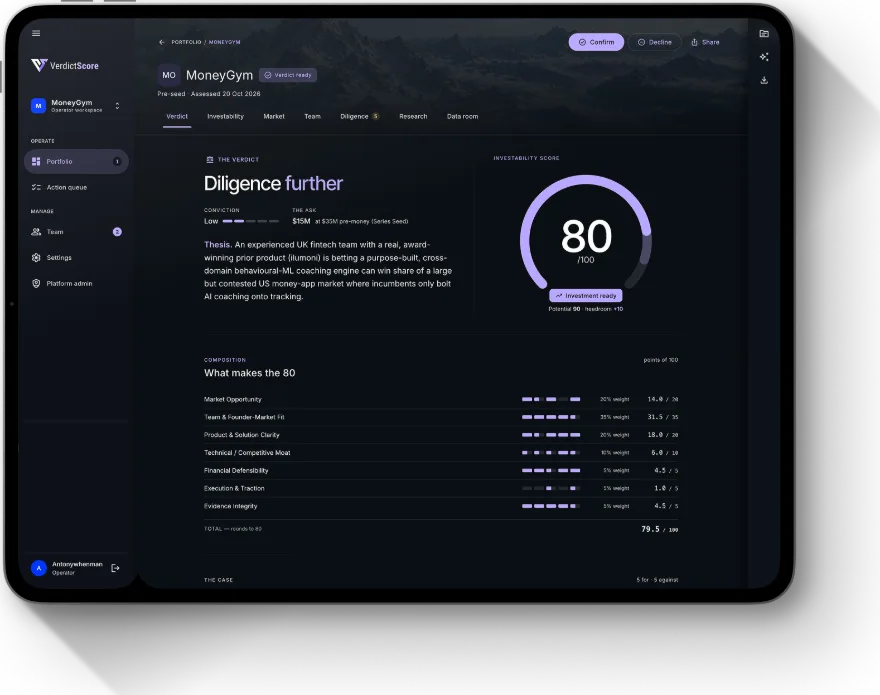 ← PORTFOLIO / MONEYGYM
Confirm
Decline
Share
VerdictScore
MO
MoneyGym
Verdict ready
Pre-seed · Assessed 20 Oct 2026
M
MoneyGym
Operator workspace
Verdict
Investability
Market
Team
Diligence 5
Research
Data room
OPERATE
Portfolio 1
Action queue
MANAGE
Team 2
Settings
Platform admin
THE VERDICT
Diligence further
CONVICTION
Low
THE ASK
$15M at $35M pre-money (Series Seed)
Thesis. An experienced UK fintech team with a real, award-
winning prior product (ilumoni) is betting a purpose-built, cross-
domain behavioural-ML coaching engine can win share of a large
but contested US money-app market where incumbents only bolt
AI coaching onto tracking.
INVESTABILITY SCORE
80
/100
Investment ready
Potential 90 · headroom +10
COMPOSITION
points of 100
What makes the 80
Market Opportunity 20% weight 14.0 / 20
Team & Founder-Market Fit 35% weight 31.5 / 35
Product & Solution Clarity 20% weight 18.0 / 20
Technical / Competitive Moat 10% weight 6.0 / 10
Financial Defensibility 5% weight 4.5 / 5
Execution & Traction 5% weight 1.0 / 5
Evidence Integrity 5% weight 4.5 / 5
TOTAL — rounds to 80 79.5 / 100
THE CASE
5 for · 5 against
A
Antonywhenman
Operator